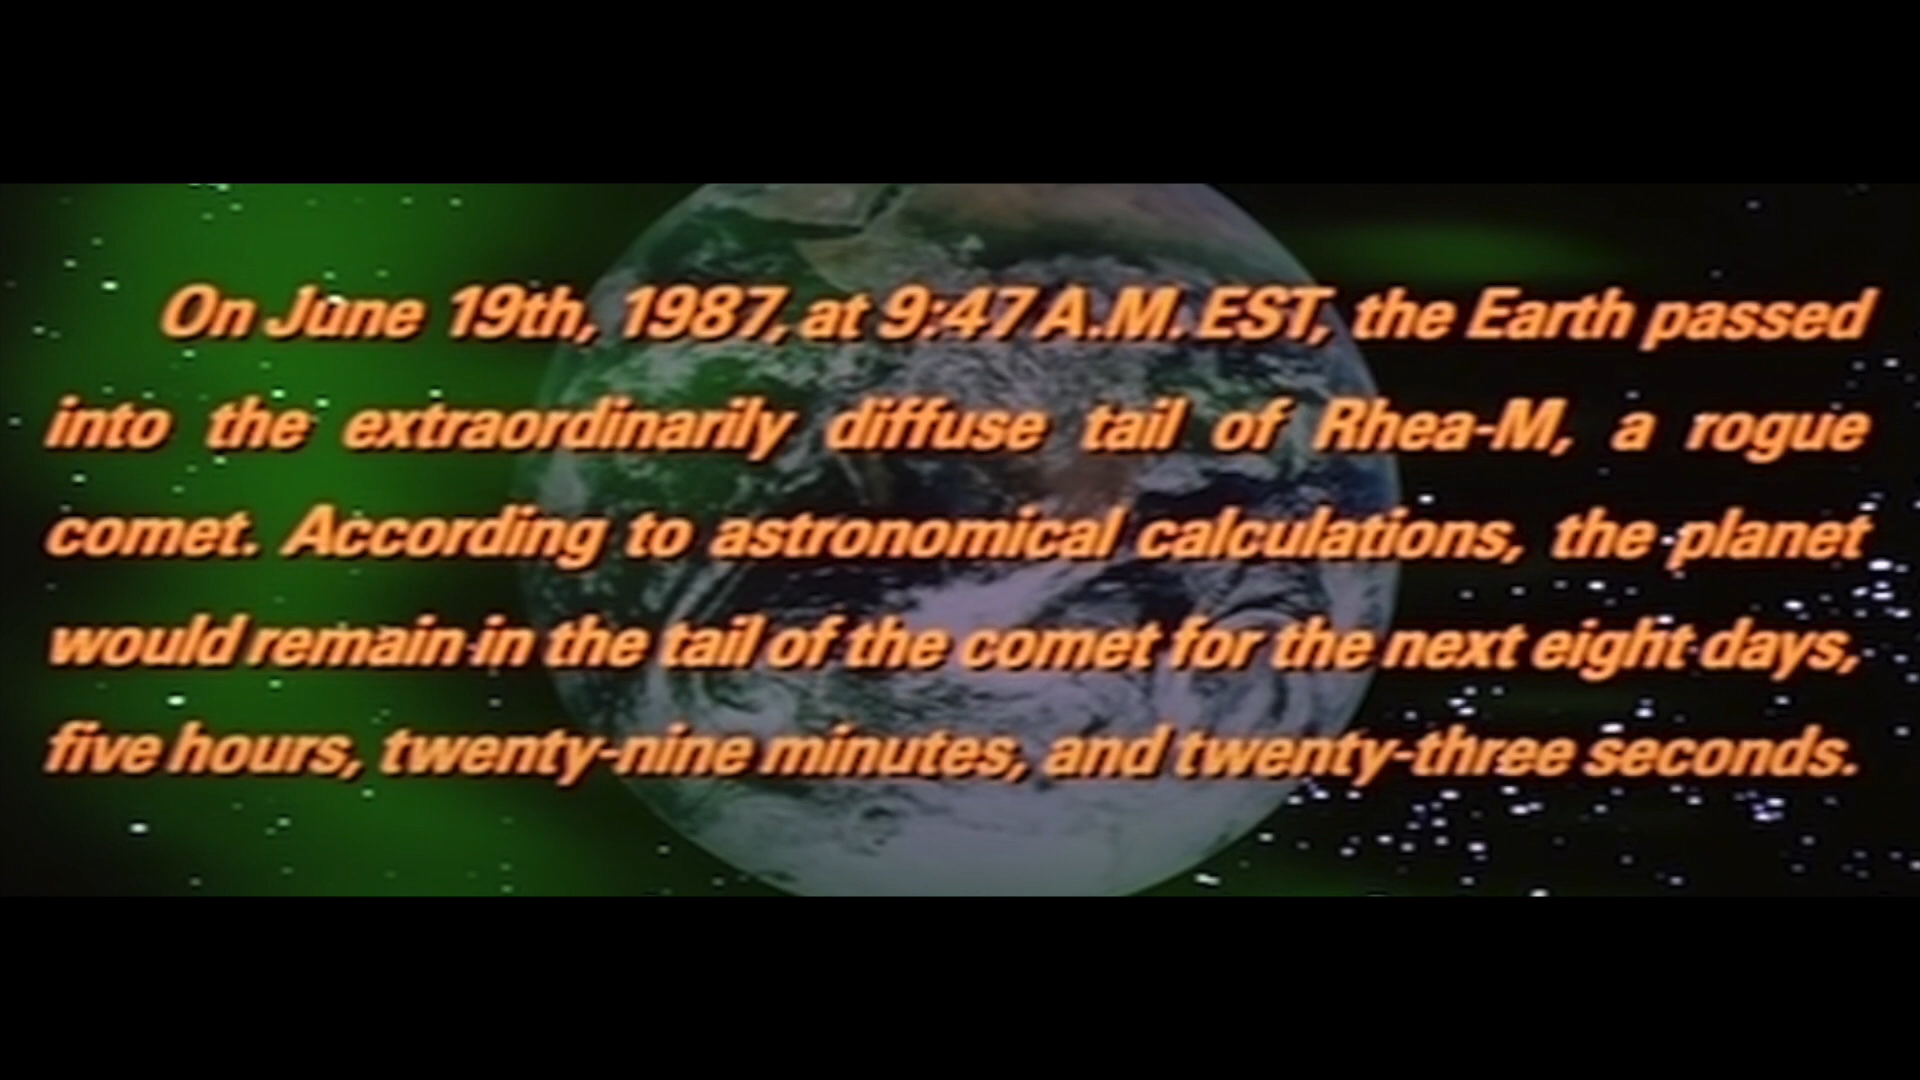 On June 19th, 1987, at 9:47 A.M. EST, the Earth passed
into the extraordinarily diffuse tail of Rhea-M, a rogue
comet. According to astronomical calculations, the planet
would remain in the tail of the comet for the next eight days,
five hours, twenty-nine minutes, and twenty-three seconds.